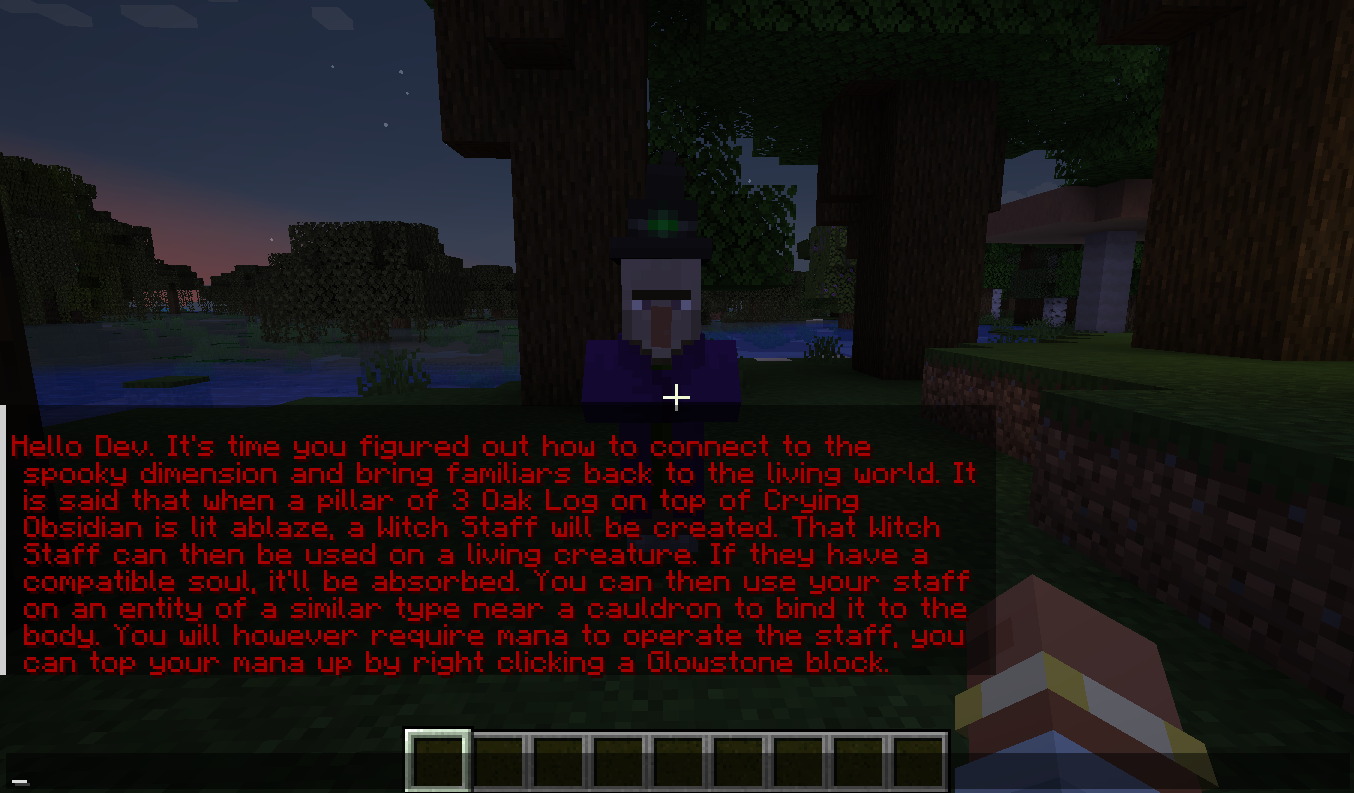 Hello Dev. It's time you figured out how to connect to the
spooky dimension and bring familiars back to the living world. It
is said that when a pillar of 3 Oak Log on top of Crying
Obsidian is lit ablaze, a Witch Staff will be created. That Witch
Staff can then be used on a living creature. If they have a
compatible soul, it'll be absorbed. You can then use your staff
on an entity of a similar type near a cauldron to bind it to the
body. You will however require mana to operate the staff, you
can top your mana up by right clicking a Glowstone block.